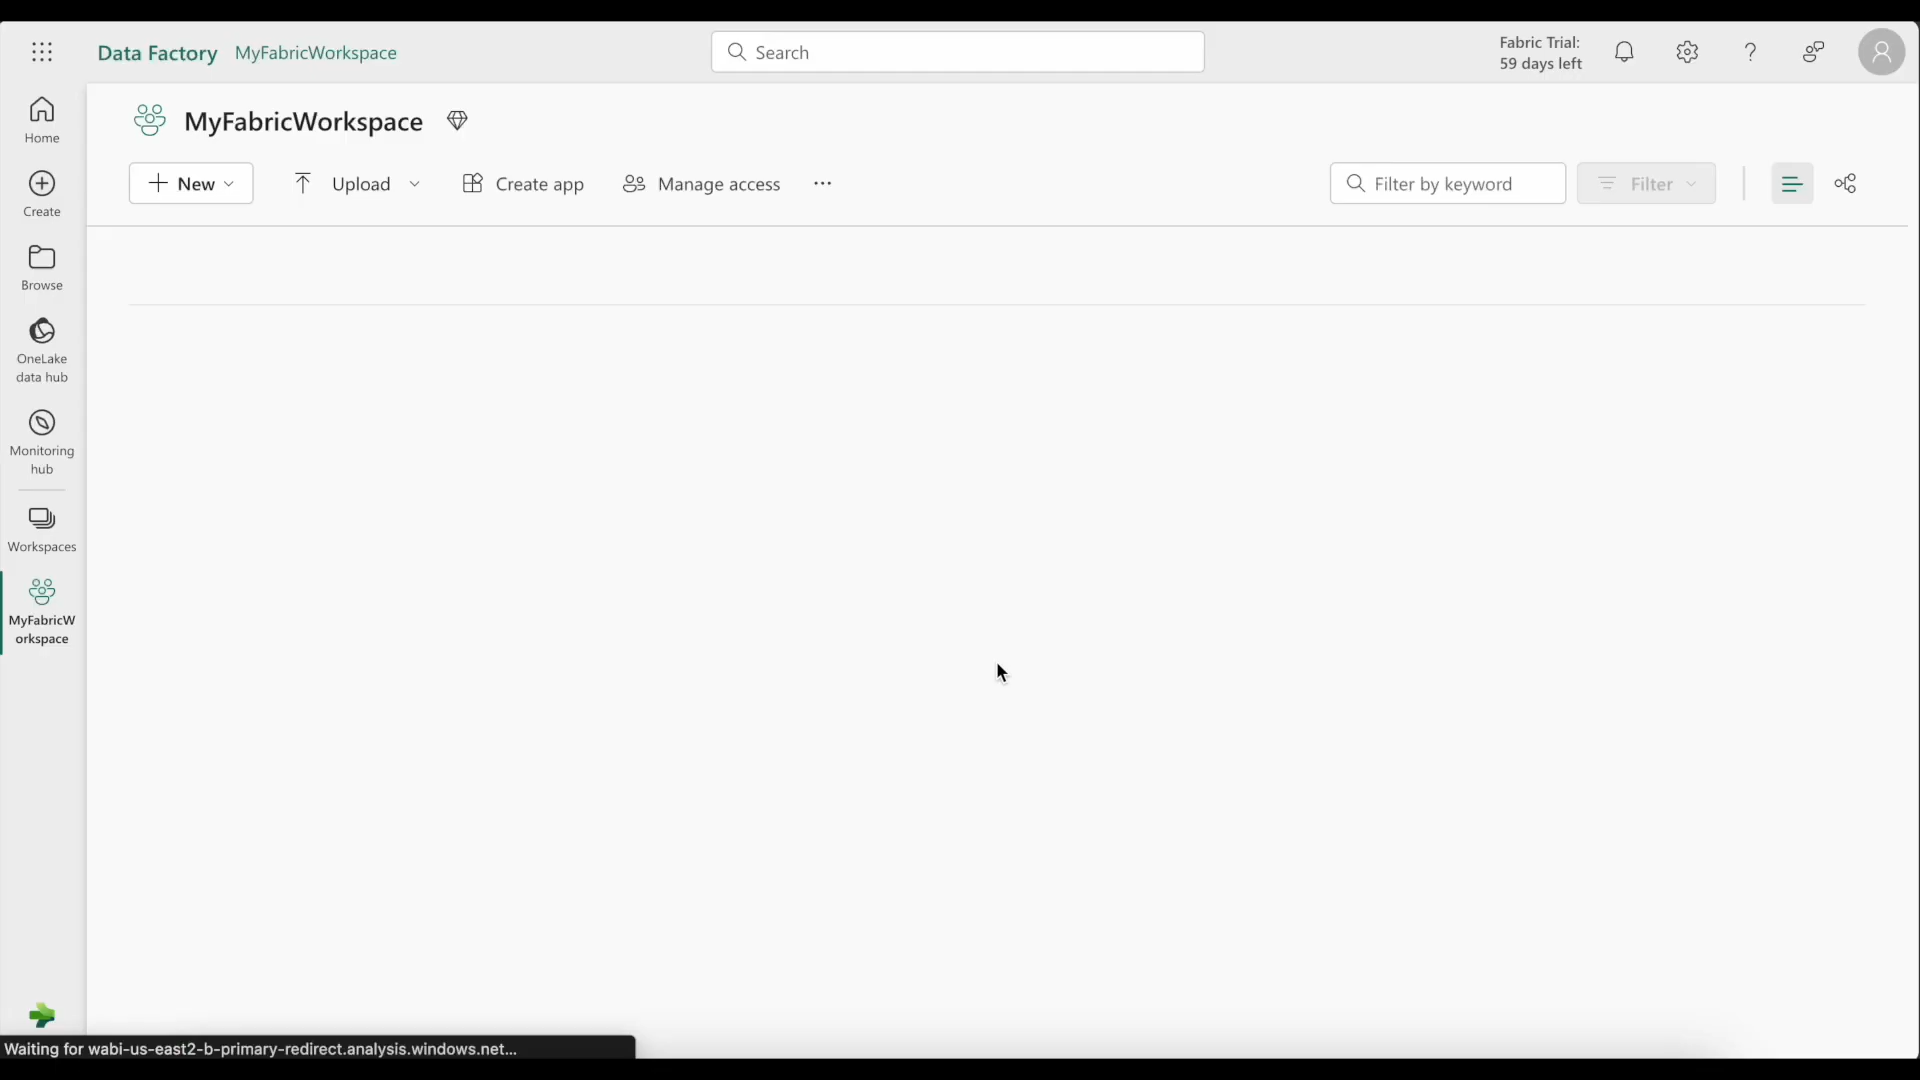 Data Factory MyFabricWorkspace
Search
Fabric Trial:
59 days left
Home
Create
Browse
OneLake
data hub
Monitoring
hub
Workspaces
MyFabricW
orkspace
MyFabricWorkspace
New
Upload
Create app
Manage access
Filter by keyword
Filter
Waiting for wabi-us-east2-b-primary-redirect.analysis.windows.net...